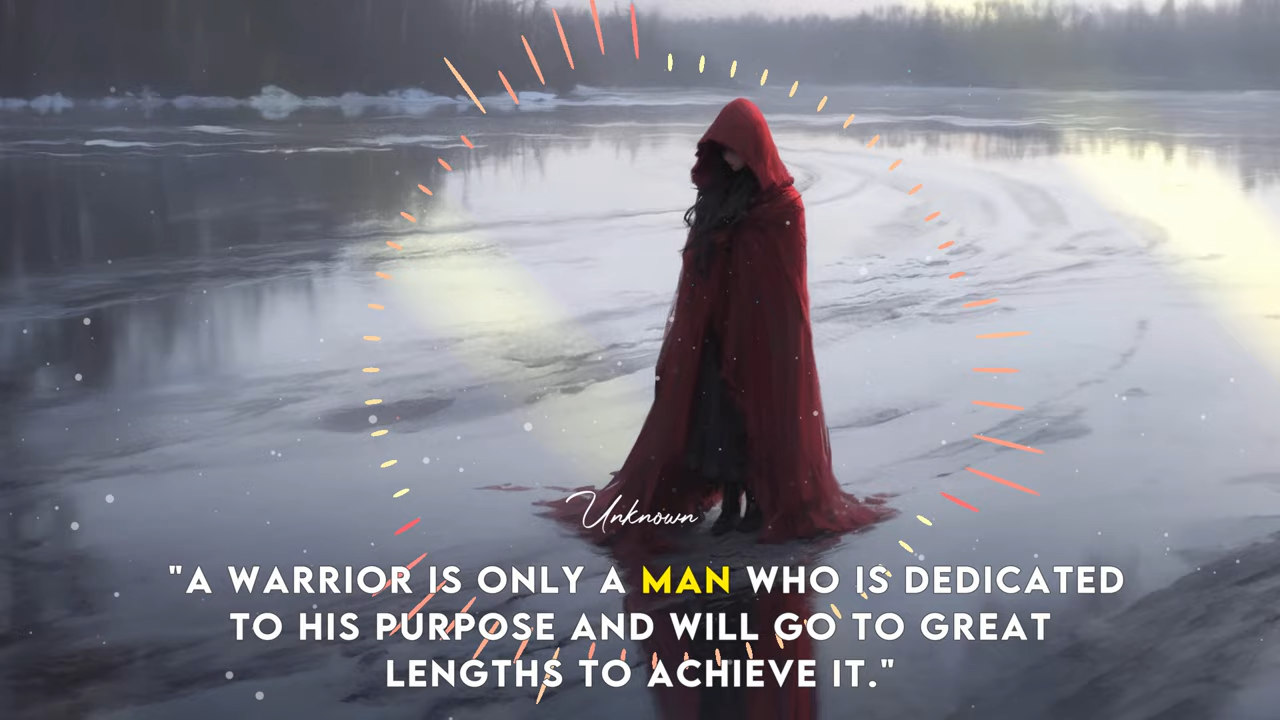 Unknown
"A WARRIOR IS ONLY A MAN WHO IS DEDICATED
TO HIS PURPOSE AND WILL GO TO GREAT
LENGTHS TO ACHIEVE IT."